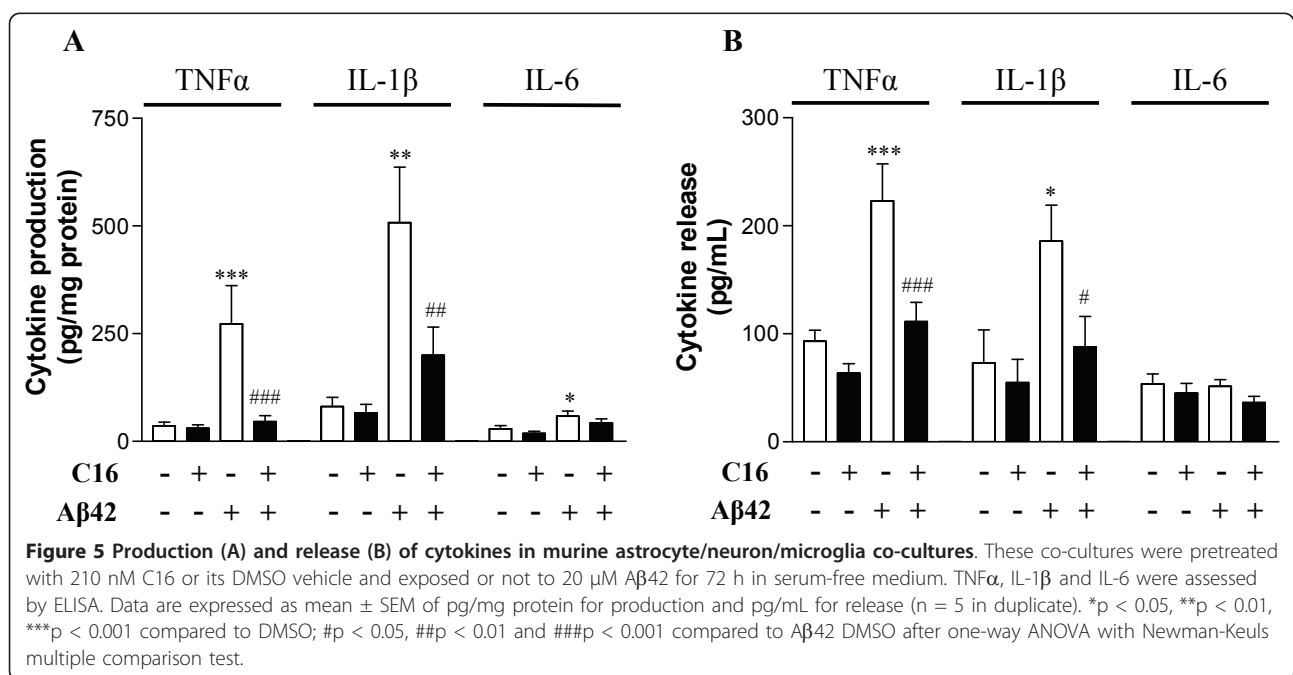 A
TNFα IL-1β IL-6
Cytokine production
(pg/mg protein)
750
500
250
0
*** ### ** ## *
C16 - + - + - + - + - + - +
Aβ42 - - + + - - + + - - + +
B
TNFα IL-1β IL-6
Cytokine release
(pg/mL)
300
200
100
0
*** ### * #
C16 - + - + - + - + - + - +
Aβ42 - - + + - - + + - - + +
Figure 5 Production (A) and release (B) of cytokines in murine astrocyte/neuron/microglia co-cultures. These co-cultures were pretreated
with 210 nM C16 or its DMSO vehicle and exposed or not to 20 μM Aβ42 for 72 h in serum-free medium. TNFα, IL-1β and IL-6 were assessed
by ELISA. Data are expressed as mean ± SEM of pg/mg protein for production and pg/mL for release (n = 5 in duplicate). *p < 0.05, **p < 0.01,
***p < 0.001 compared to DMSO; #p < 0.05, ##p < 0.01 and ###p < 0.001 compared to Aβ42 DMSO after one-way ANOVA with Newman-Keuls
multiple comparison test.